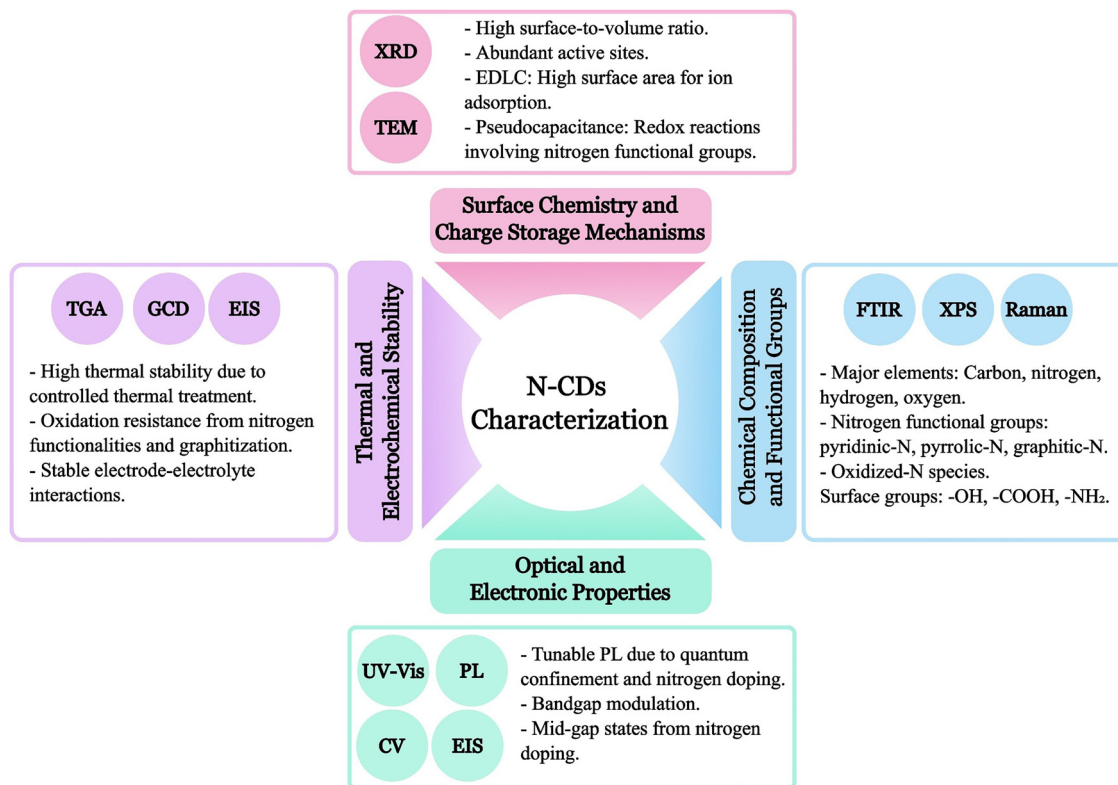 XRD
TEM
- High surface-to-volume ratio.
- Abundant active sites.
- EDLC: High surface area for ion
adsorption.
- Pseudocapacitance: Redox reactions
involving nitrogen functional groups.
Surface Chemistry and
Charge Storage Mechanisms
TGA
GCD
EIS
- High thermal stability due to
controlled thermal treatment.
- Oxidation resistance from nitrogen
functionalities and graphitization.
- Stable electrode-electrolyte
interactions.
Thermal and
Electrochemical Stability
N-CDs
Characterization
Chemical Composition
and Functional Groups
FTIR
XPS
Raman
- Major elements: Carbon, nitrogen,
hydrogen, oxygen.
- Nitrogen functional groups:
pyridinic-N, pyrrolic-N, graphitic-N.
- Oxidized-N species.
Surface groups: -OH, -COOH, -NH₂.
Optical and
Electronic Properties
UV-Vis
PL
CV
EIS
- Tunable PL due to quantum
confinement and nitrogen doping.
- Bandgap modulation.
- Mid-gap states from nitrogen
doping.